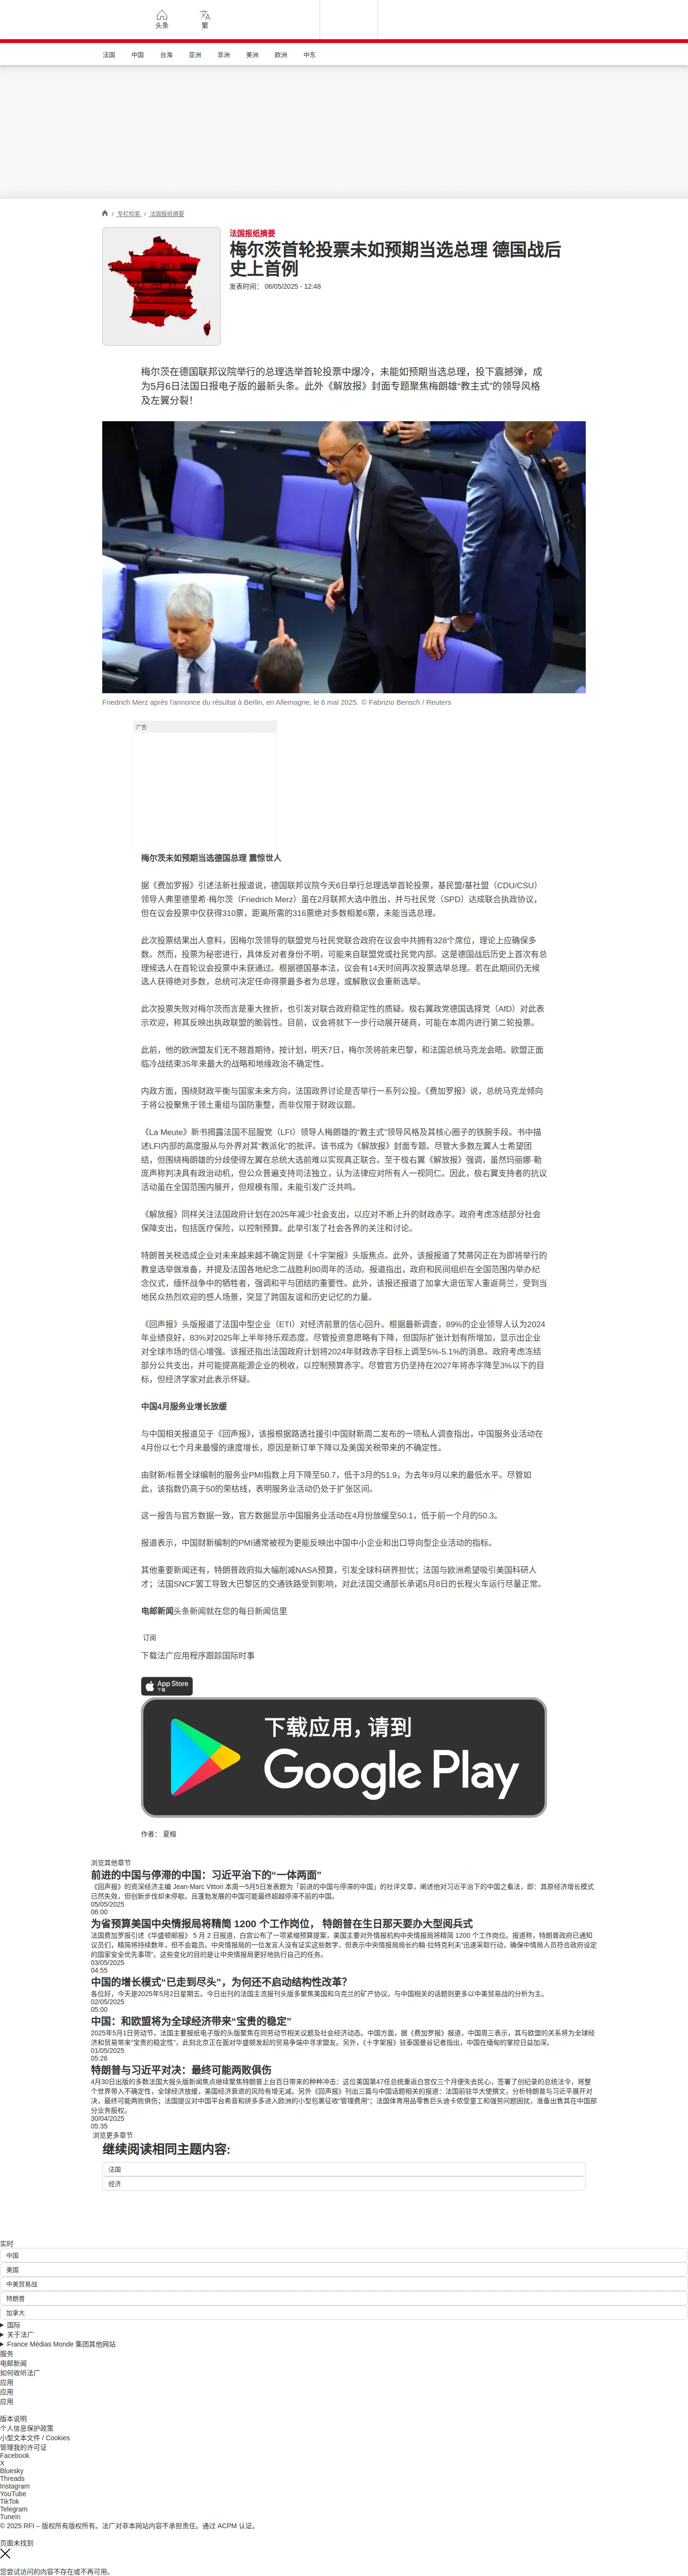 头条
繁
法国
中国
台海
亚洲
非洲
美洲
欧洲
中东
/ 专栏检索 / 法国报纸摘要
法国报纸摘要
梅尔茨首轮投票未如预期当选总理 德国战后
史上首例
发表时间： 06/05/2025 - 12:48
梅尔茨在德国联邦议院举行的总理选举首轮投票中爆冷，未能如预期当选总理，投下震撼弹，成
为5月6日法国日报电子版的最新头条。此外《解放报》封面专题聚焦梅朗雄“教主式”的领导风格
及左翼分裂！
Friedrich Merz après l'annonce du résultat à Berlin, en Allemagne, le 6 mai 2025. © Fabrizio Bensch / Reuters
广告
梅尔茨未如预期当选德国总理 震惊世人
据《费加罗报》引述法新社报道说，德国联邦议院今天6日举行总理选举首轮投票，基民盟/基社盟（CDU/CSU）
领导人弗里德里希·梅尔茨（Friedrich Merz）虽在2月联邦大选中胜出，并与社民党（SPD）达成联合执政协议，
但在议会投票中仅获得310票，距离所需的316票绝对多数相差6票，未能当选总理。
此次投票结果出人意料，因梅尔茨领导的联盟党与社民党联合政府在议会中共拥有328个席位，理论上应确保多
数。然而，投票为秘密进行，具体反对者身份不明，可能来自联盟党或社民党内部。这是德国战后历史上首次有总
理候选人在首轮议会投票中未获通过。根据德国基本法，议会有14天时间再次投票选举总理。若在此期间仍无候
选人获得绝对多数，总统可决定任命得票最多者为总理，或解散议会重新选举。
此次投票失败对梅尔茨而言是重大挫折，也引发对联合政府稳定性的质疑。极右翼政党德国选择党（AfD）对此表
示欢迎，称其反映出执政联盟的脆弱性。目前，议会将就下一步行动展开磋商，可能在本周内进行第二轮投票。
此前，他的欧洲盟友们无不翘首期待，按计划，明天7日，梅尔茨将前来巴黎，和法国总统马克龙会晤。欧盟正面
临冷战结束35年来最大的战略和地缘政治不确定性。
内政方面，围绕财政平衡与国家未来方向，法国政界讨论是否举行一系列公投。《费加罗报》说，总统马克龙倾向
于将公投聚焦于领土重组与国防重整，而非仅限于财政议题。
《La Meute》新书揭露法国不屈服党（LFI）领导人梅朗雄的“教主式”领导风格及其核心圈子的铁腕手段。书中描
述LFI内部的高度服从与外界对其“教派化”的批评。该书成为《解放报》封面专题。尽管大多数左翼人士希望团
结，但围绕梅朗雄的分歧使得左翼在总统大选前难以实现真正联合。至于极右翼《解放报》强调，虽然玛丽娜·勒
庞声称判决具有政治动机，但公众普遍支持司法独立，认为法律应对所有人一视同仁。因此，极右翼支持者的抗议
活动虽在全国范围内展开，但规模有限，未能引发广泛共鸣。
《解放报》同样关注法国政府计划在2025年减少社会支出，以应对不断上升的财政赤字。政府考虑冻结部分社会
保障支出，包括医疗保险，以控制预算。此举引发了社会各界的关注和讨论。
特朗普关税造成企业对未来越来越不确定则是《十字架报》头版焦点。此外，该报报道了梵蒂冈正在为即将举行的
教皇选举做准备，并提及法国各地纪念二战胜利80周年的活动。报道指出，政府和民间组织在全国范围内举办纪
念仪式，缅怀战争中的牺牲者，强调和平与团结的重要性。此外，该报还报道了加拿大退伍军人重返荷兰，受到当
地民众热烈欢迎的感人场景，突显了跨国友谊和历史记忆的力量。
《回声报》头版报道了法国中型企业（ETI）对经济前景的信心回升。根据最新调查，89%的企业领导人认为2024
年业绩良好，83%对2025年上半年持乐观态度。尽管投资意愿略有下降，但国际扩张计划有所增加，显示出企业
对全球市场的信心增强。该报还指出法国政府计划将2024年财政赤字目标上调至5%-5.1%的消息。政府考虑冻结
部分公共支出，并可能提高能源企业的税收，以控制预算赤字。尽管官方仍坚持在2027年将赤字降至3%以下的目
标，但经济学家对此表示怀疑。
中国4月服务业增长放缓
与中国相关报道见于《回声报》，该报根据路透社援引中国财新周二发布的一项私人调查指出，中国服务业活动在
4月份以七个月来最慢的速度增长，原因是新订单下降以及美国关税带来的不确定性。
由财新/标普全球编制的服务业PMI指数上月下降至50.7，低于3月的51.9，为去年9月以来的最低水平。尽管如
此，该指数仍高于50的荣枯线，表明服务业活动仍处于扩张区间。
这一报告与官方数据一致，官方数据显示中国服务业活动在4月份放缓至50.1，低于前一个月的50.3。
报道表示，中国财新编制的PMI通常被视为更能反映出中国中小企业和出口导向型企业活动的指标。
其他重要新闻还有，特朗普政府拟大幅削减NASA预算，引发全球科研界担忧；法国与欧洲希望吸引美国科研人
才；法国SNCF罢工导致大巴黎区的交通铁路受到影响，对此法国交通部长承诺5月8日的长程火车运行尽量正常。
电邮新闻头条新闻就在您的每日新闻信里
订阅
下载法广应用程序跟踪国际时事
App Store
下载
下载应用，请到
Google Play
作者： 夏榕
浏览其他章节
前进的中国与停滞的中国：习近平治下的“一体两面”
《回声报》的资深经济主编 Jean-Marc Vittori 本周一5月5日发表题为「前进的中国与停滞的中国」的社评文章，阐述他对习近平治下的中国之看法，即：其原经济增长模式
已然失效，但创新步伐却未停歇。且蓬勃发展的中国可能最终超越停滞不前的中国。
05/05/2025
06:00
为省预算美国中央情报局将精简 1200 个工作岗位， 特朗普在生日那天要办大型阅兵式
法国费加罗报引述《华盛顿邮报》 5 月 2 日报道，白宫公布了一项紧缩预算提案，美国主要对外情报机构中央情报局将精简 1200 个工作岗位。报道称，特朗普政府已通知
议员们，精简将持续数年，但不会裁员。中央情报局的一位发言人没有证实这些数字，但表示中央情报局局长约翰·拉特克利夫“迅速采取行动，确保中情局人员符合政府设定
的国家安全优先事项”。这些变化的目的是让中央情报局更好地执行自己的任务。
03/05/2025
04:55
中国的增长模式“已走到尽头”，为何还不启动结构性改革？
各位好，今天是2025年5月2日星期五。今日出刊的法国主流报刊头版多聚焦美国和乌克兰的矿产协议。与中国相关的话题则更多以中美贸易战的分析为主。
02/05/2025
05:00
中国：和欧盟将为全球经济带来“宝贵的稳定”
2025年5月1日劳动节，法国主要报纸电子版的头版聚焦在同劳动节相关议题及社会经济动态。中国方面，据《费加罗报》报道，中国周三表示，其与欧盟的关系将为全球经
济和贸易带来“宝贵的稳定性”，此刻北京正在面对华盛顿发起的贸易争端中寻求盟友。另外，《十字架报》驻泰国曼谷记者指出，中国在缅甸的掌控日益加深。
01/05/2025
05:26
特朗普与习近平对决：最终可能两败俱伤
4月30日出版的多数法国大报头版新闻焦点继续聚焦特朗普上台百日带来的种种冲击：这位美国第47任总统重返白宫仅三个月便失去民心，签署了创纪录的总统法令，将整
个世界带入不确定性，全球经济放缓，美国经济衰退的风险有增无减。另外《回声报》刊出三篇与中国话题相关的报道：法国前驻华大使撰文，分析特朗普与习近平展开对
决，最终可能两败俱伤；法国提议对中国平台希音和拼多多进入欧洲的小型包裹征收"管理费用"；法国体育用品零售巨头迪卡侬受童工和强劳问题困扰，准备出售其在中国部
分业务股权。
30/04/2025
05:35
浏览更多章节
继续阅读相同主题内容:
法国
经济
实时
中国
美国
中美贸易战
特朗普
加拿大
国际
关于法广
France Médias Monde 集团其他网站
服务
电邮新闻
如何收听法广
应用
应用
应用
版本说明
个人信息保护政策
小型文本文件 / Cookies
管理我的许可证
Facebook
X
Bluesky
Threads
Instagram
YouTube
TikTok
Telegram
TuneIn
© 2025 RFI – 版权所有版权所有。法广对非本网站内容不承担责任。通过 ACPM 认证。
页面未找到
您尝试访问的内容不存在或不再可用。